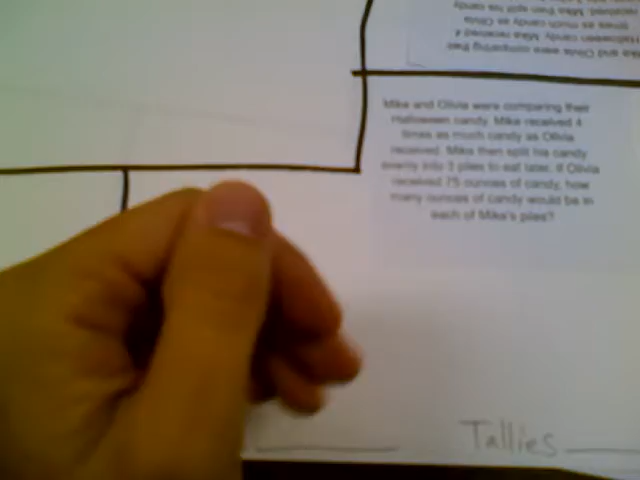 Mike and Olivia were comparing their
Halloween candy. Mike received 4
times as much candy as Olivia
received. Mike then split his candy
evenly into 3 piles to eat later. If Olivia
received 75 ounces of candy, how
many ounces of candy would be in
each of Mike's piles?
Tallies